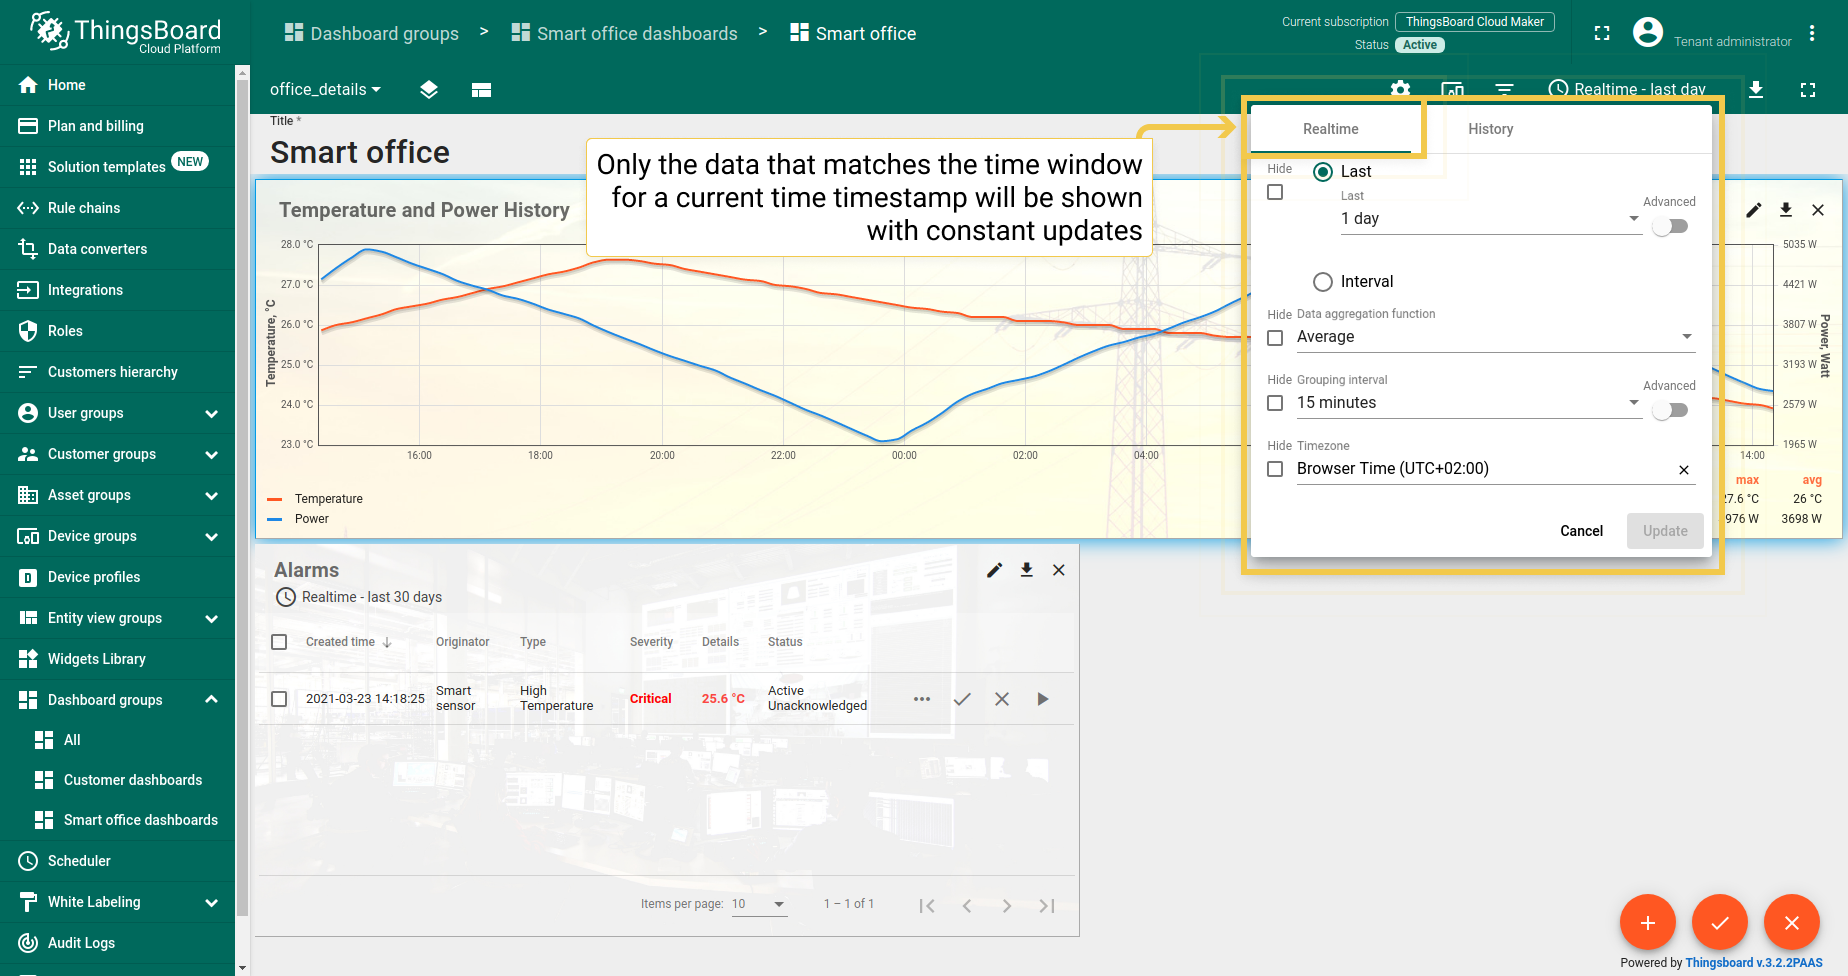 ThingsBoard
Cloud Platform
Dashboard groups > Smart office dashboards > Smart office
Current subscription ThingsBoard Cloud Maker
Status Active
Tenant administrator
Home
Plan and billing
Solution templates NEW
Rule chains
Data converters
Integrations
Roles
Customers hierarchy
User groups
Customer groups
Asset groups
Device groups
Device profiles
Entity view groups
Widgets Library
Dashboard groups
All
Customer dashboards
Smart office dashboards
Scheduler
White Labeling
Audit Logs
office_details
Realtime - last day
Title *
Smart office
Only the data that matches the time window
for a current time timestamp will be shown
with constant updates
Temperature and Power History
28.0 °C
27.0 °C
26.0 °C
25.0 °C
24.0 °C
23.0 °C
Temperature, °C
16:00 18:00 20:00 22:00 00:00 02:00 04:00 14:00
5035 W
4421 W
3807 W
3193 W
2579 W
1965 W
Power, Watt
Temperature
Power
max avg
27.6 °C 26 °C
976 W 3698 W
Realtime History
Hide Last
Last
1 day
Advanced
Interval
Hide Data aggregation function
Average
Hide Grouping interval
15 minutes
Advanced
Hide Timezone
Browser Time (UTC+02:00)
Cancel Update
Alarms
Realtime - last 30 days
Created time Originator Type Severity Details Status
2021-03-23 14:18:25 Smart sensor High Temperature Critical 25.6 °C Active Unacknowledged
Items per page: 10 1 – 1 of 1
Powered by Thingsboard v.3.2.2PAAS